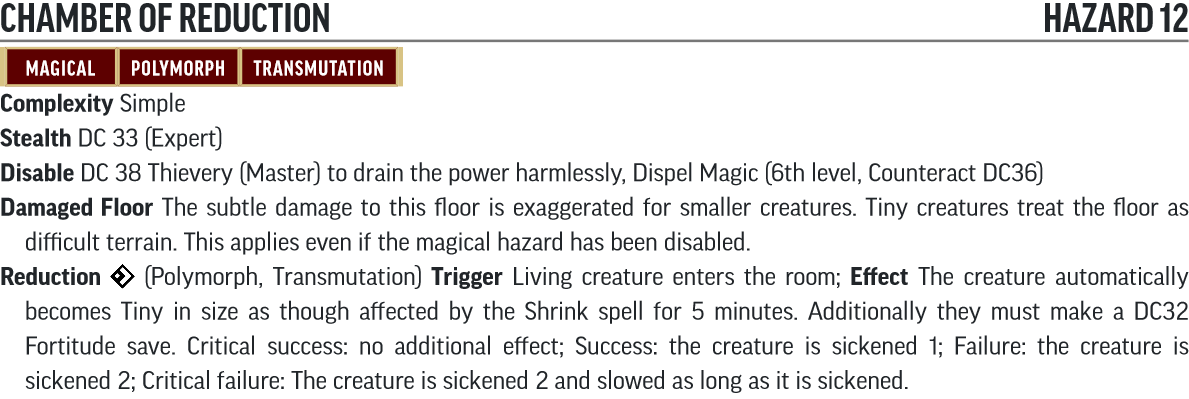 CHAMBER OF REDUCTION HAZARD 12
MAGICAL POLYMORPH TRANSMUTATION
Complexity Simple
Stealth DC 33 (Expert)
Disable DC 38 Thievery (Master) to drain the power harmlessly, Dispel Magic (6th level, Counteract DC36)
Damaged Floor The subtle damage to this floor is exaggerated for smaller creatures. Tiny creatures treat the floor as
difficult terrain. This applies even if the magical hazard has been disabled.
Reduction (Polymorph, Transmutation) Trigger Living creature enters the room; Effect The creature automatically
becomes Tiny in size as though affected by the Shrink spell for 5 minutes. Additionally they must make a DC32
Fortitude save. Critical success: no additional effect; Success: the creature is sickened 1; Failure: the creature is
sickened 2; Critical failure: The creature is sickened 2 and slowed as long as it is sickened.